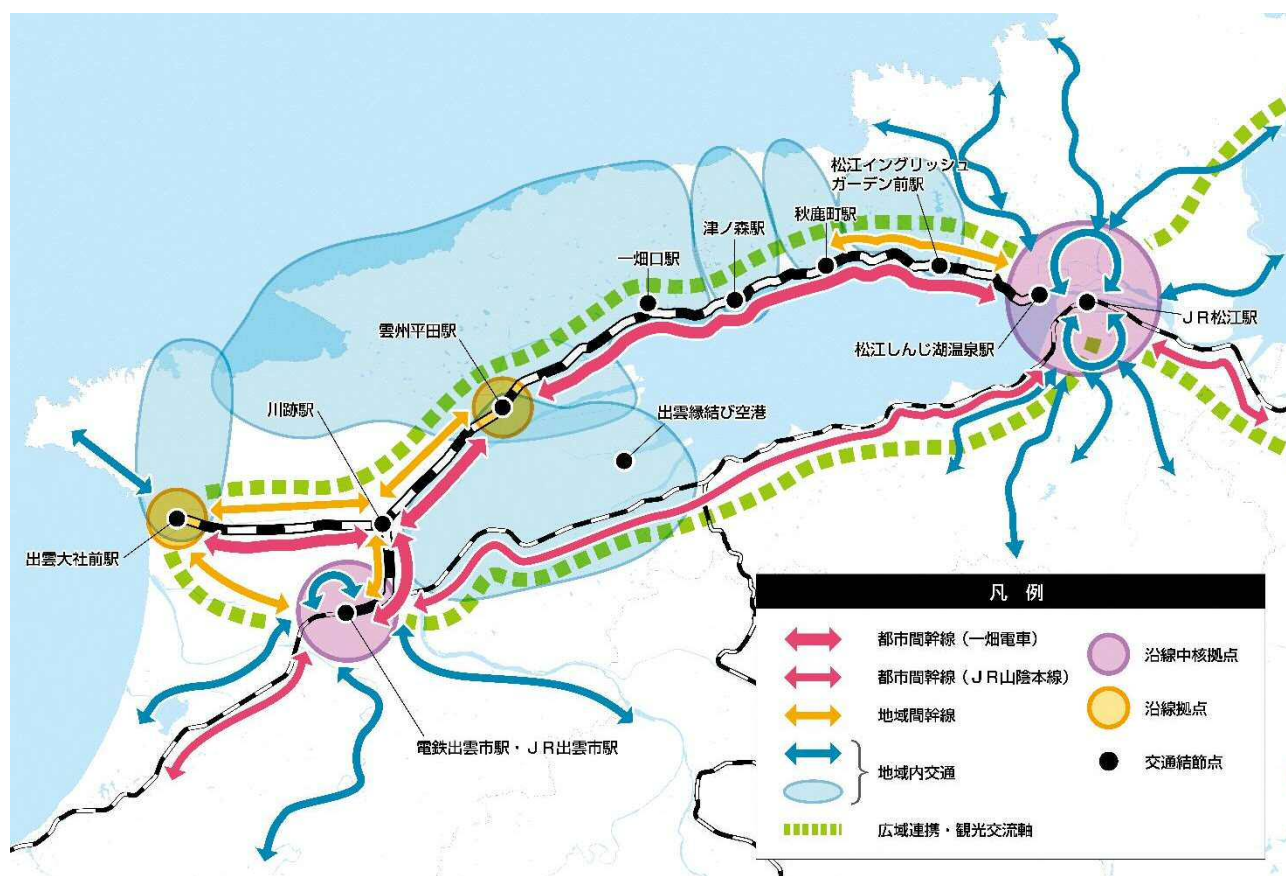 松江イングリッシュ
ガーデン前駅
秋鹿町駅
津ノ森駅
一畑口駅
雲州平田駅
JR松江駅
松江しんじ湖温泉駅
川跡駅
出雲縁結び空港
出雲大社前駅
電鉄出雲市駅・JR出雲市駅
凡例
都市間幹線（一畑電車）
都市間幹線（JR山陰本線）
地域間幹線
地域内交通
広域連携・観光交流軸
沿線中核拠点
沿線拠点
交通結節点